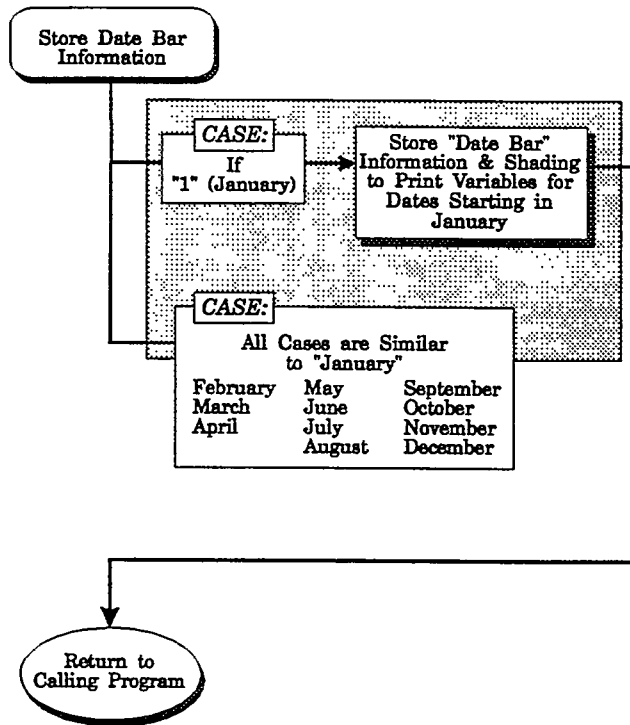 Store Date Bar
Information
CASE:
If
"1" (January)
Store "Date Bar"
Information & Shading
to Print Variables for
Dates Starting in
January
CASE:
All Cases are Similar
to "January"
February May September
March June October
April July November
August December
Return to
Calling Program